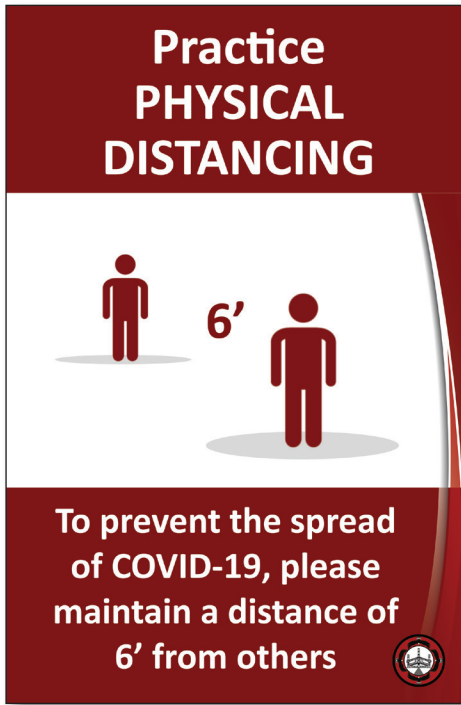 Practice
PHYSICAL
DISTANCING
6’
To prevent the spread
of COVID-19, please
maintain a distance of
6’ from others